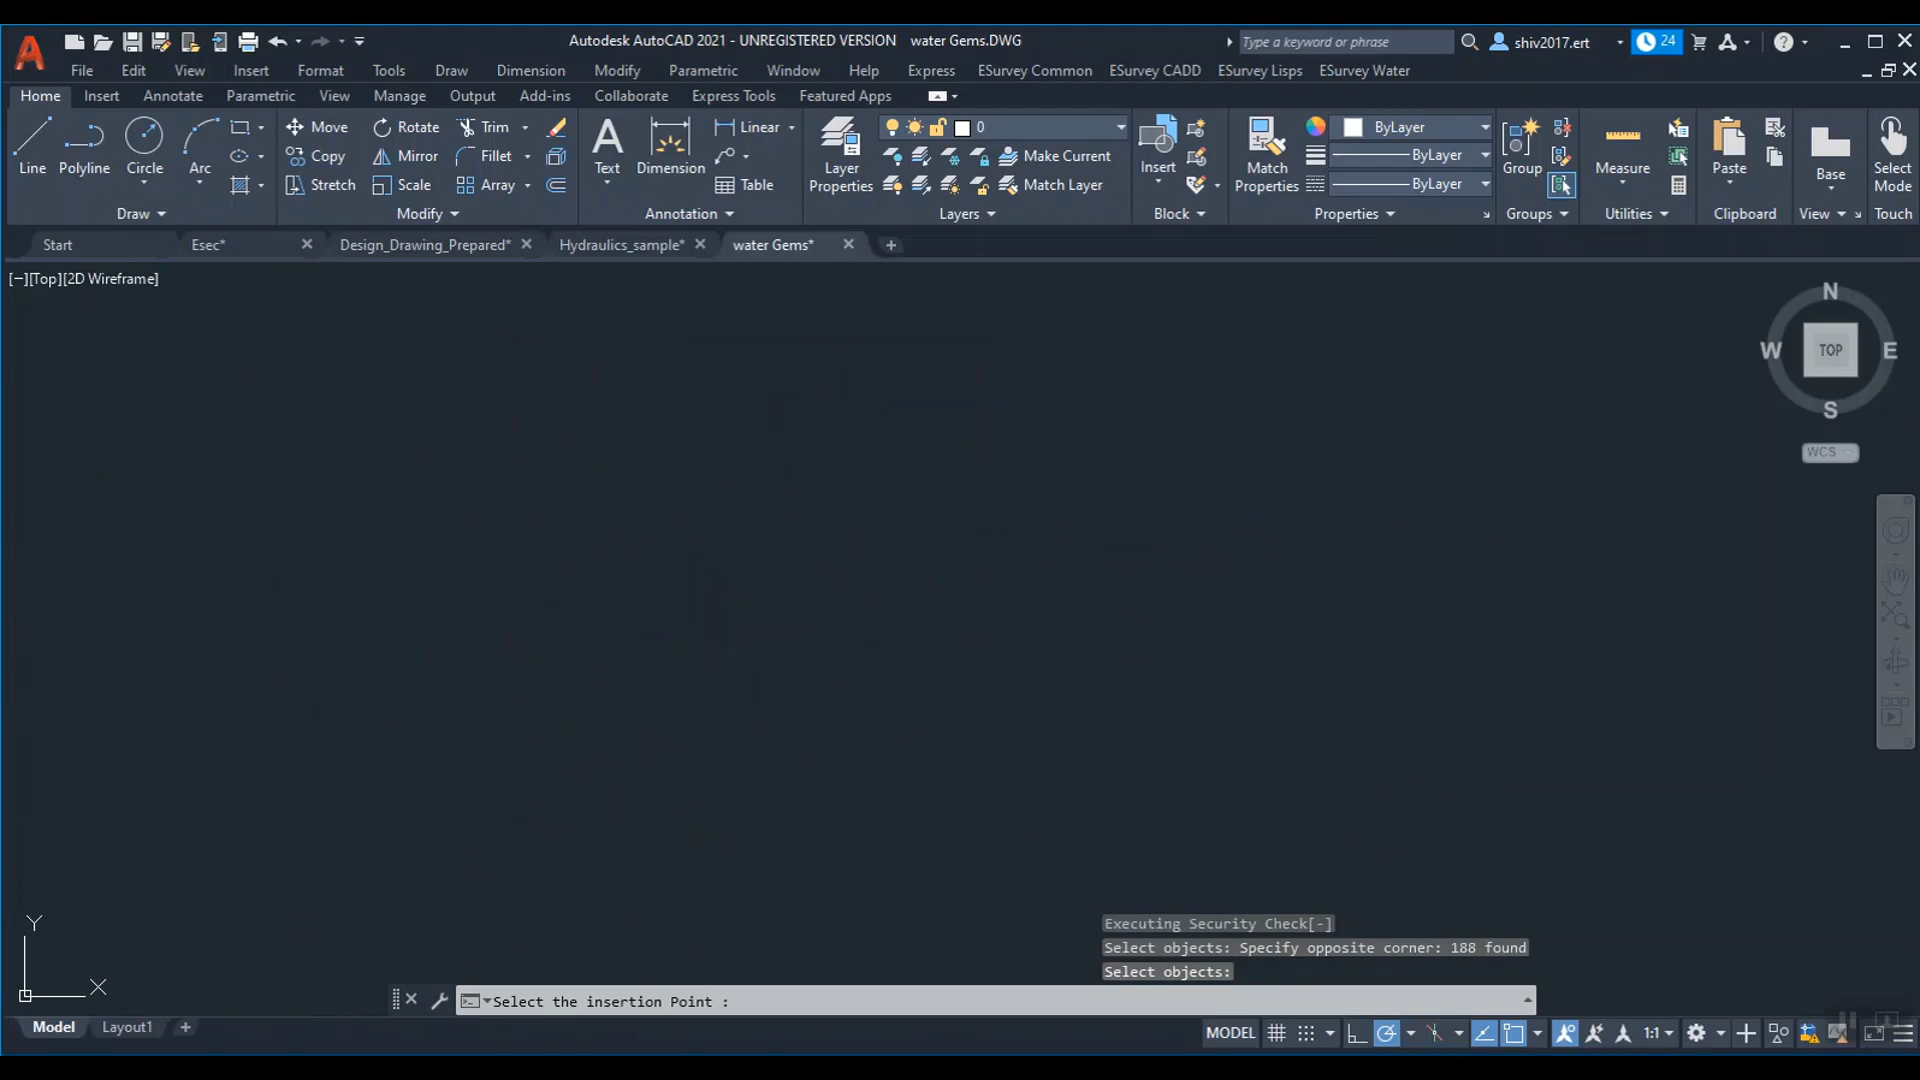 Autodesk AutoCAD 2021 - UNREGISTERED VERSION water Gems.DWG Type a keyword or phrase shiv2017.ert 24
File Edit View Insert Format Tools Draw Dimension Modify Parametric Window Help Express ESurvey Common ESurvey CADD ESurvey Lisps ESurvey Water
Home Insert Annotate Parametric View Manage Output Add-ins Collaborate Express Tools Featured Apps
Line Polyline Circle Arc
Move Rotate Trim
Copy Mirror Fillet
Stretch Scale Array
Text Dimension
Linear
Table
Layer Properties
0
Make Current
Match Layer
Insert
Match Properties
ByLayer
ByLayer
ByLayer
Group
Measure
Paste
Base
Select Mode
Draw Modify Annotation Layers Block Properties Groups Utilities Clipboard View Touch
Start Esec* Design_Drawing_Prepared* Hydraulics_sample* water Gems*
[−][Top][2D Wireframe]
N
W TOP E
S
WCS
Y
X
Executing Security Check[-]
Select objects: Specify opposite corner: 188 found
Select objects:
Select the insertion Point :
Model Layout1
MODEL 1:1